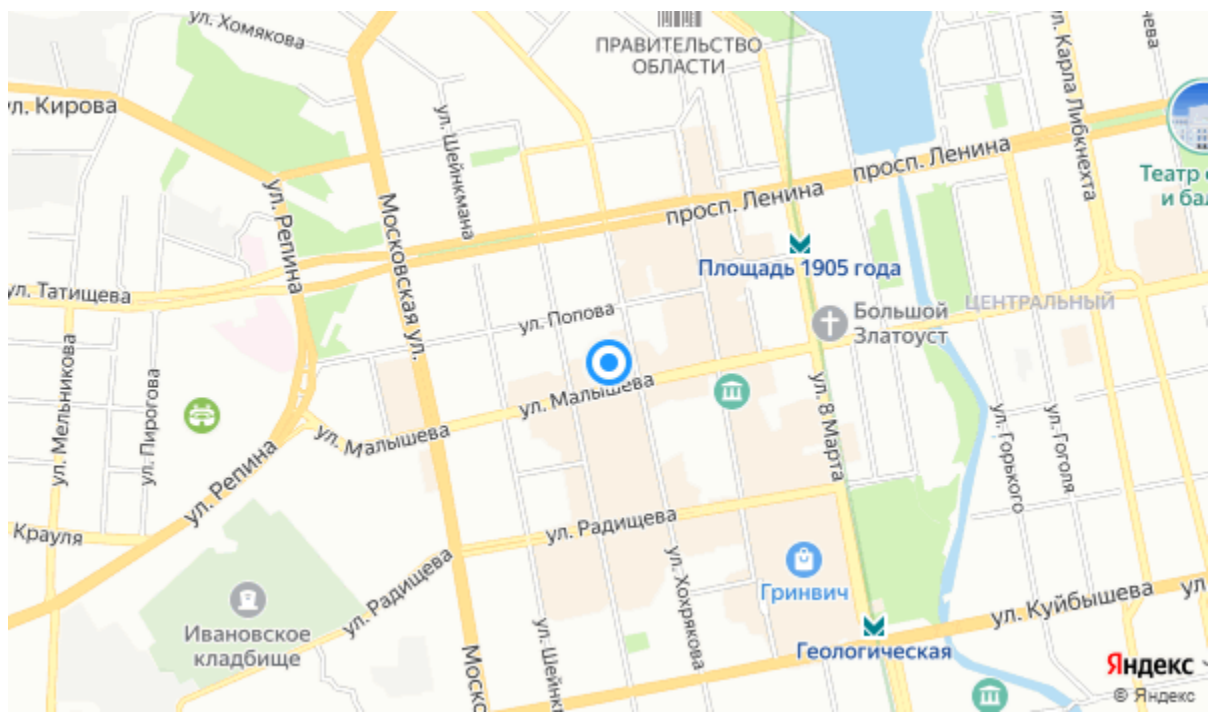 ул. Хомякова
ПРАВИТЕЛЬСТВО
ОБЛАСТИ
ул. Карла Либкнехта
ул. Кирова
ул. Шейнкмана
просп. Ленина
Театр
и бал
ул. Репина
Московская ул.
просп. Ленина
Площадь 1905 года
ул. Татищева
ул. Попова
Большой
Златоуст
ЦЕНТРАЛЬНЫЙ
ул. Мельникова
ул. Пирогова
ул. Малышева
ул. Малышева
ул. 8 Марта
ул. Горького
ул. Гоголя
ул. Репина
Крауля
ул. Радищева
ул. Радищева
ул. Хохрякова
Гринвич
ул. Куйбышева
ул
Ивановское
кладбище
ул. Шейнкм
Моско
Геологическая
Яндекс
© Яндекс